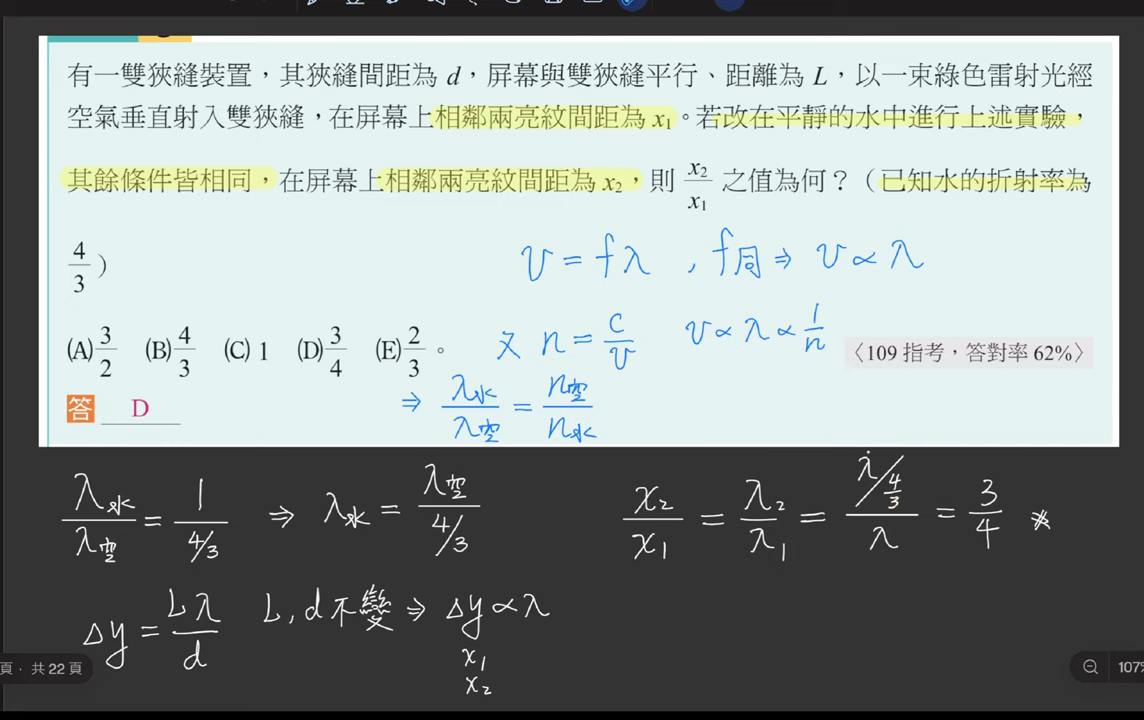 有一雙狹縫裝置，其狹縫間距為 d，屏幕與雙狹縫平行、距離為 L，以一束綠色雷射光經
空氣垂直射入雙狹縫，在屏幕上相鄰兩亮紋間距為 x₁。若改在平靜的水中進行上述實驗，
其餘條件皆相同，在屏幕上相鄰兩亮紋間距為 x₂，則 x₂/x₁ 之值為何？（已知水的折射率為
4/3）
v = fλ ，f同 ⇒ v ∝ λ
(A) 3/2 (B) 4/3 (C) 1 (D) 3/4 (E) 2/3 。
又 n = c/v v ∝ λ ∝ 1/n
〈109 指考，答對率 62%〉
答 D
⇒ λ水/λ空 = n空/n水
λ水/λ空 = 1/(4/3) ⇒ λ水 = λ空/(4/3)
x₂/x₁ = λ₂/λ₁ = (λ/(4/3))/λ = 3/4 *
Δy = Lλ/d L, d 不變 ⇒ Δy ∝ λ
x₁
x₂
頁 · 共 22 頁
107%